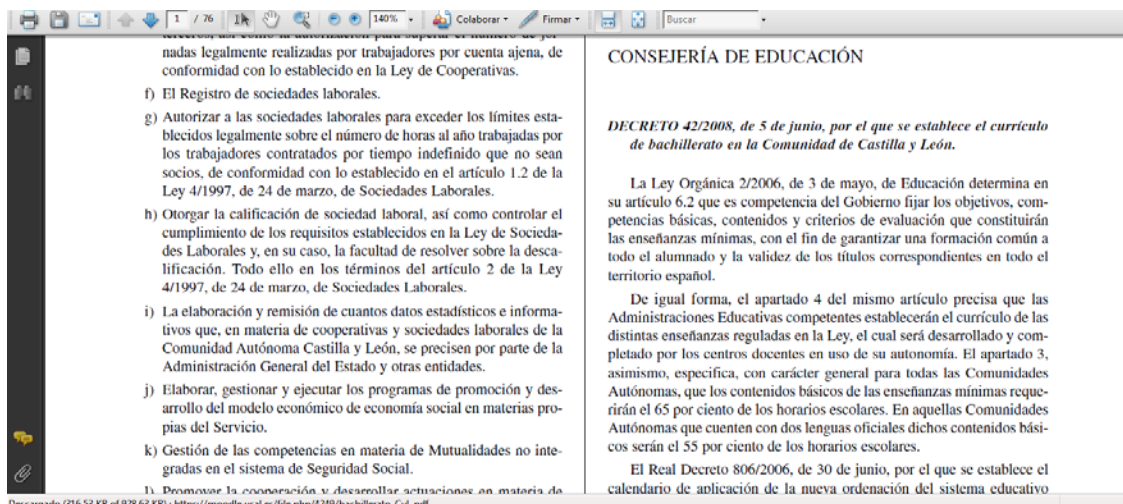 1 / 76
140%
Colaborar
Firmar
Buscar
terceros, así como la autorización para superar el número de jor-
nadas legalmente realizadas por trabajadores por cuenta ajena, de
conformidad con lo establecido en la Ley de Cooperativas.
f) El Registro de sociedades laborales.
g) Autorizar a las sociedades laborales para exceder los límites esta-
blecidos legalmente sobre el número de horas al año trabajadas por
los trabajadores contratados por tiempo indefinido que no sean
socios, de conformidad con lo establecido en el artículo 1.2 de la
Ley 4/1997, de 24 de marzo, de Sociedades Laborales.
h) Otorgar la calificación de sociedad laboral, así como controlar el
cumplimiento de los requisitos establecidos en la Ley de Socieda-
des Laborales y, en su caso, la facultad de resolver sobre la desca-
lificación. Todo ello en los términos del artículo 2 de la Ley
4/1997, de 24 de marzo, de Sociedades Laborales.
i) La elaboración y remisión de cuantos datos estadísticos e informa-
tivos que, en materia de cooperativas y sociedades laborales de la
Comunidad Autónoma Castilla y León, se precisen por parte de la
Administración General del Estado y otras entidades.
j) Elaborar, gestionar y ejecutar los programas de promoción y des-
arrollo del modelo económico de economía social en materias pro-
pias del Servicio.
k) Gestión de las competencias en materia de Mutualidades no inte-
gradas en el sistema de Seguridad Social.
l) Promover la cooperación y desarrollar actuaciones en materia de
CONSEJERÍA DE EDUCACIÓN
DECRETO 42/2008, de 5 de junio, por el que se establece el currículo
de bachillerato en la Comunidad de Castilla y León.
La Ley Orgánica 2/2006, de 3 de mayo, de Educación determina en
su artículo 6.2 que es competencia del Gobierno fijar los objetivos, com-
petencias básicas, contenidos y criterios de evaluación que constituirán
las enseñanzas mínimas, con el fin de garantizar una formación común a
todo el alumnado y la validez de los títulos correspondientes en todo el
territorio español.
De igual forma, el apartado 4 del mismo artículo precisa que las
Administraciones Educativas competentes establecerán el currículo de las
distintas enseñanzas reguladas en la Ley, el cual será desarrollado y com-
pletado por los centros docentes en uso de su autonomía. El apartado 3,
asimismo, especifica, con carácter general para todas las Comunidades
Autónomas, que los contenidos básicos de las enseñanzas mínimas reque-
rirán el 65 por ciento de los horarios escolares. En aquellas Comunidades
Autónomas que cuenten con dos lenguas oficiales dichos contenidos bási-
cos serán el 55 por ciento de los horarios escolares.
El Real Decreto 806/2006, de 30 de junio, por el que se establece el
calendario de aplicación de la nueva ordenación del sistema educativo